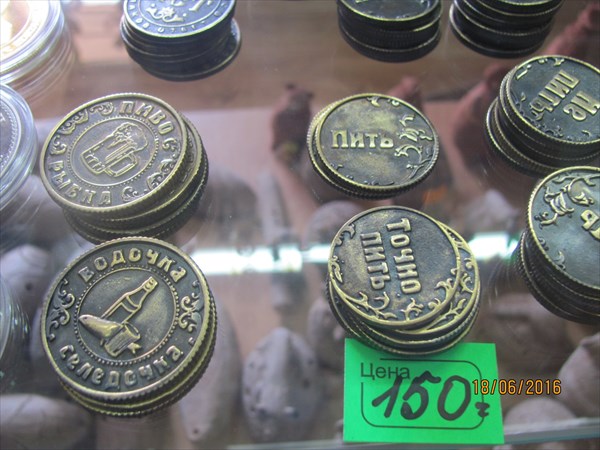 ПИВО
РЫБКА
ПИТЬ
НЕ
ПИТЬ
ВОДОЧКА
СЕЛЕДОЧКА
ТОЧНО
ПИТЬ
Цена
150
18/06/2016